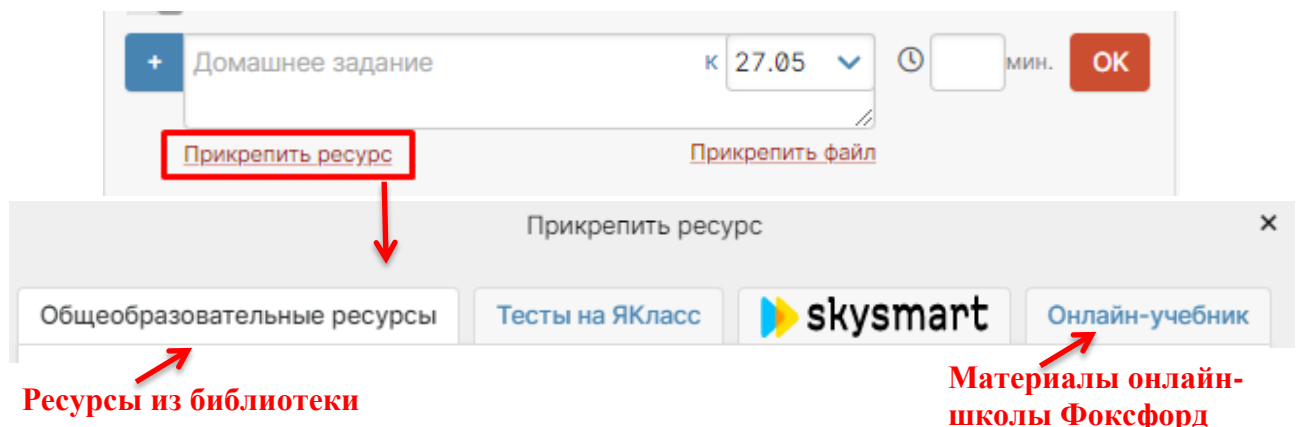 + Домашнее задание к 27.05 мин. ОК
Прикрепить ресурс Прикрепить файл
Прикрепить ресурс ×
Общеобразовательные ресурсы Тесты на ЯКласс skysmart Онлайн-учебник
Ресурсы из библиотеки
Материалы онлайн-
школы Фоксфорд